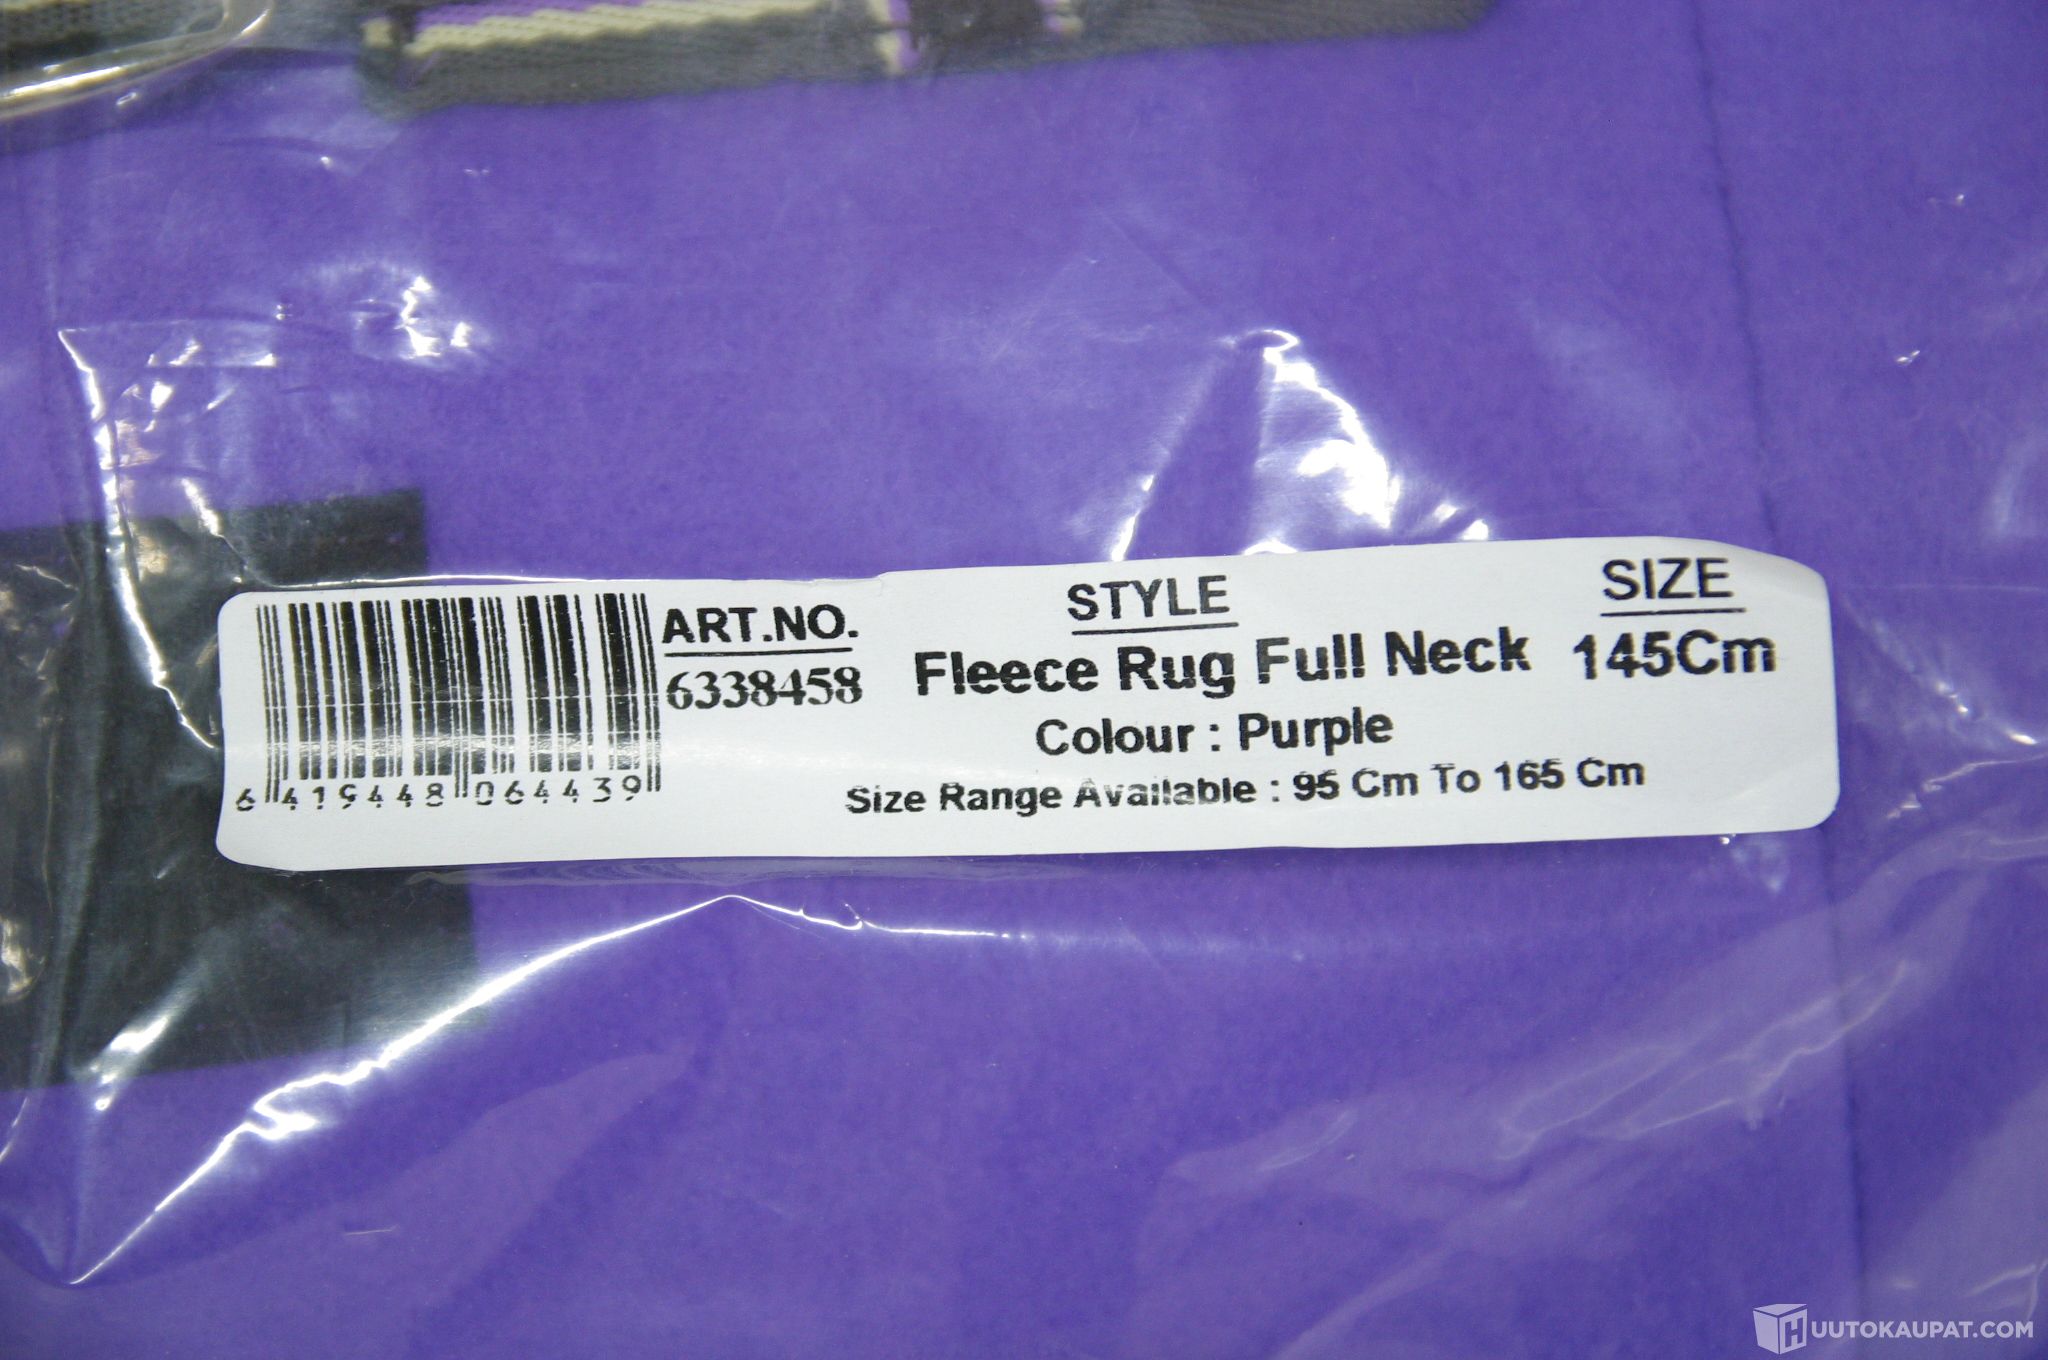 ART.NO. STYLE SIZE
6338458 Fleece Rug Full Neck 145Cm
Colour : Purple
Size Range Available : 95 Cm To 165 Cm
6 419448 064439
HUUTOKAUPAT.COM